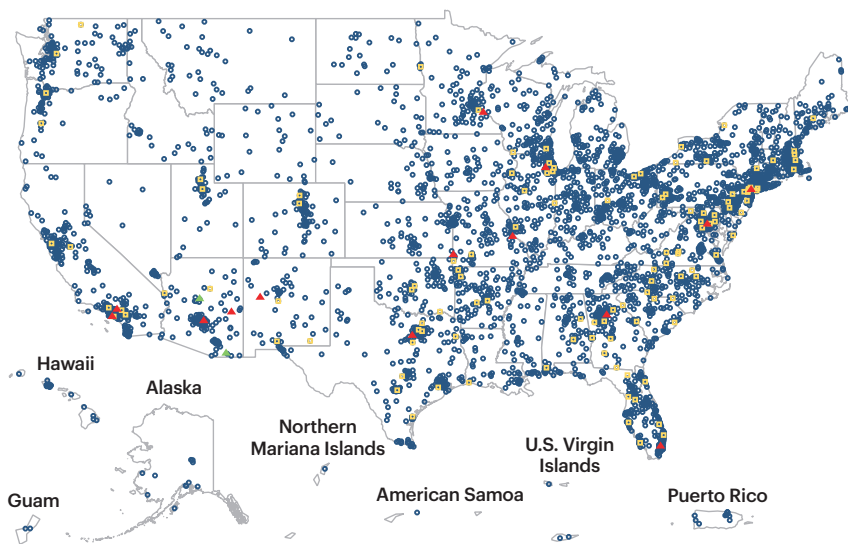 Hawaii
Alaska
Northern
Mariana Islands
U.S. Virgin
Islands
Guam
American Samoa
Puerto Rico